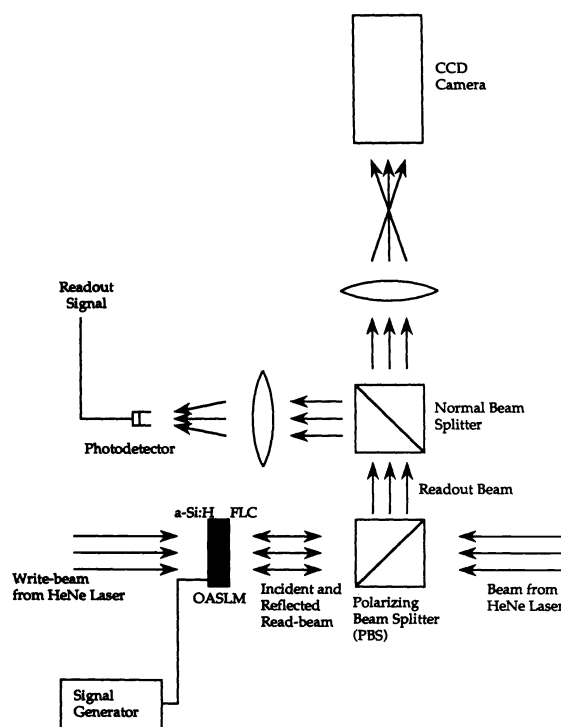 CCD
Camera
Readout
Signal
Photodetector
Normal Beam
Splitter
Readout Beam
a-Si:H FLC
Write-beam
from HeNe Laser
OASLM
Incident and
Reflected
Read-beam
Polarizing
Beam Splitter
(PBS)
Beam from
HeNe Laser
Signal
Generator